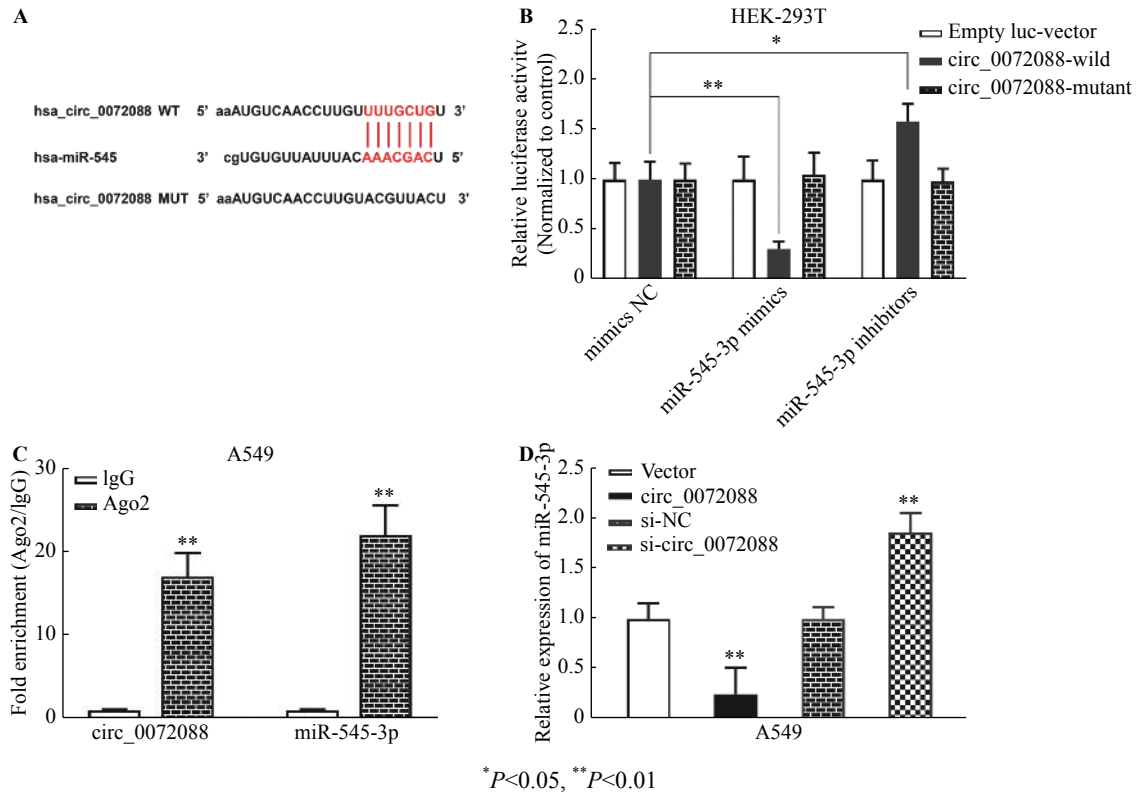 A
hsa_circ_0072088 WT 5' aaAUGUCAACCUUGUUUUGCUGU 3'
hsa-miR-545 3' cgUGUGUUAUUUACAAACGACU 5'
hsa_circ_0072088 MUT 5' aaAUGUCAACCUUGUACGUUACU 3'
B
HEK-293T
Relative luciferase activity
(Normalized to control)
2.5
2.0
1.5
1.0
0.5
0
Empty luc-vector
circ_0072088-wild
circ_0072088-mutant
*
**
mimics NC
miR-545-3p mimics
miR-545-3p inhibitors
C
A549
Fold enrichment (Ago2/lgG)
30
20
10
0
lgG
Ago2
**
**
circ_0072088
miR-545-3p
D
Relative expression of miR-545-3p
2.5
2.0
1.5
1.0
0.5
0
Vector
circ_0072088
si-NC
si-circ_0072088
**
**
A549
*P<0.05, **P<0.01